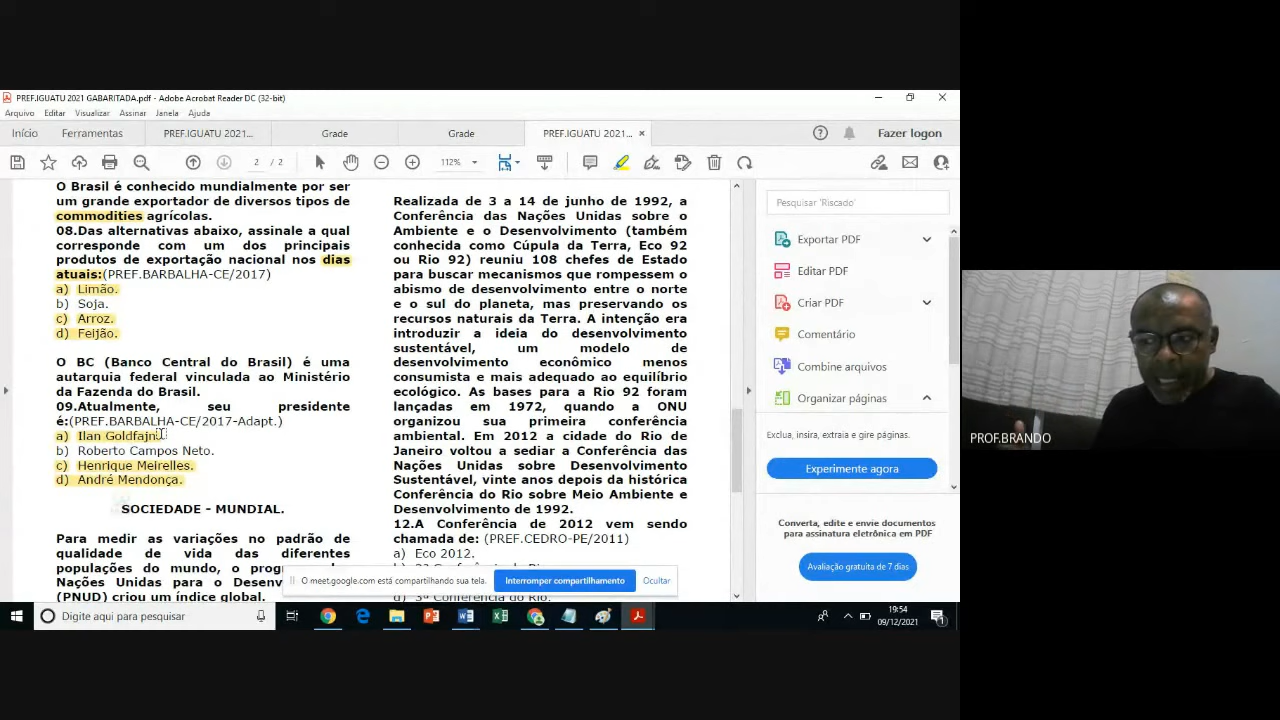 PREF.IGUATU 2021 GABARITADA.pdf - Adobe Acrobat Reader DC (32-bit)
Arquivo Editar Visualizar Assinar Janela Ajuda
Início Ferramentas PREF.IGUATU 2021... Grade Grade PREF.IGUATU 2021... × Fazer logon
2 / 2 112%
O Brasil é conhecido mundialmente por ser
um grande exportador de diversos tipos de
commodities agrícolas.
08.Das alternativas abaixo, assinale a qual
corresponde com um dos principais
produtos de exportação nacional nos dias
atuais:(PREF.BARBALHA-CE/2017)
a) Limão.
b) Soja.
c) Arroz.
d) Feijão.
O BC (Banco Central do Brasil) é uma
autarquia federal vinculada ao Ministério
da Fazenda do Brasil.
09.Atualmente, seu presidente
é:(PREF.BARBALHA-CE/2017-Adapt.)
a) Ilan Goldfajn.
b) Roberto Campos Neto.
c) Henrique Meirelles.
d) André Mendonça.
SOCIEDADE - MUNDIAL.
Para medir as variações no padrão de
qualidade de vida das diferentes
populações do mundo, o
Nações Unidas para o
(PNUD) criou um índice global.
Realizada de 3 a 14 de junho de 1992, a
Conferência das Nações Unidas sobre o
Ambiente e o Desenvolvimento (também
conhecida como Cúpula da Terra, Eco 92
ou Rio 92) reuniu 108 chefes de Estado
para buscar mecanismos que rompessem o
abismo de desenvolvimento entre o norte
e o sul do planeta, mas preservando os
recursos naturais da Terra. A intenção era
introduzir a ideia do desenvolvimento
sustentável, um modelo de
desenvolvimento econômico menos
consumista e mais adequado ao equilíbrio
ecológico. As bases para a Rio 92 foram
lançadas em 1972, quando a ONU
organizou sua primeira conferência
ambiental. Em 2012 a cidade do Rio de
Janeiro voltou a sediar a Conferência das
Nações Unidas sobre Desenvolvimento
Sustentável, vinte anos depois da histórica
Conferência do Rio sobre Meio Ambiente e
Desenvolvimento de 1992.
12.A Conferência de 2012 vem sendo
chamada de: (PREF.CEDRO-PE/2011)
a) Eco 2012.
d) 3ª Conferência do Rio.
Pesquisar 'Riscado'
Exportar PDF
Editar PDF
Criar PDF
Comentário
Combine arquivos
Organizar páginas
Exclua, insira, extraia e gire páginas.
Experimente agora
Converta, edite e envie documentos
para assinatura eletrônica em PDF
Avaliação gratuita de 7 dias
O meet.google.com está compartilhando sua tela. Interromper compartilhamento Ocultar
Digite aqui para pesquisar
19:54
09/12/2021
PROF.BRANDO